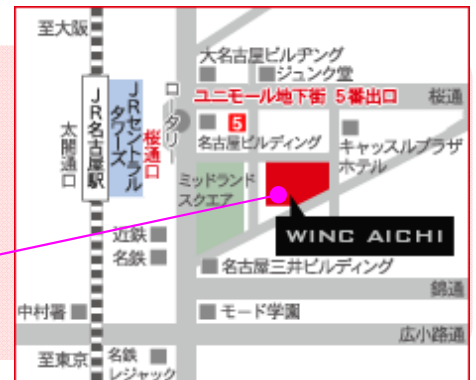 至大阪
大名古屋ビルヂング
ジュンク堂
ユニモール地下街 5番出口
桜通
ロータリー
JRセントラルタワーズ
JR名古屋駅
桜通口
太閤通口
5
名古屋ビルディング
キャッスルプラザ
ホテル
ミッドランド
スクエア
WINC AICHI
近鉄
名鉄
名古屋三井ビルディング
錦通
中村署
モード学園
広小路通
至東京
名鉄
レジャック